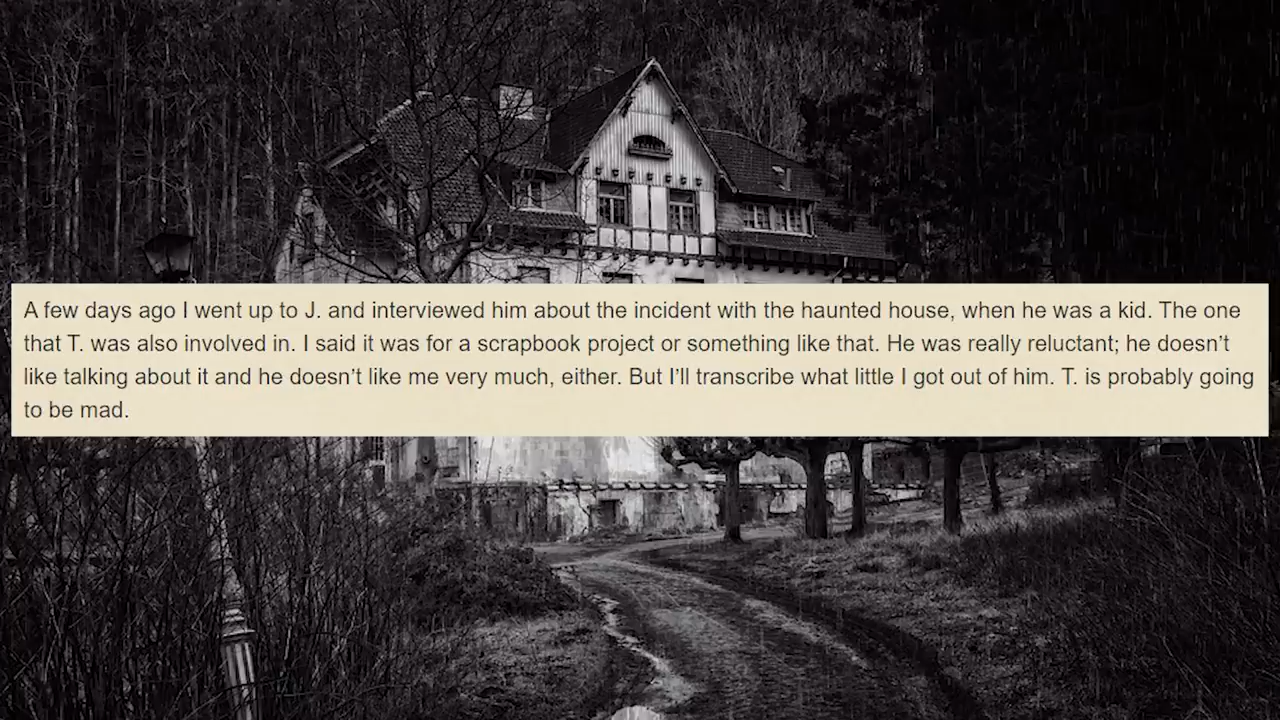 A few days ago I went up to J. and interviewed him about the incident with the haunted house, when he was a kid. The one
that T. was also involved in. I said it was for a scrapbook project or something like that. He was really reluctant; he doesn’t
like talking about it and he doesn’t like me very much, either. But I’ll transcribe what little I got out of him. T. is probably going
to be mad.